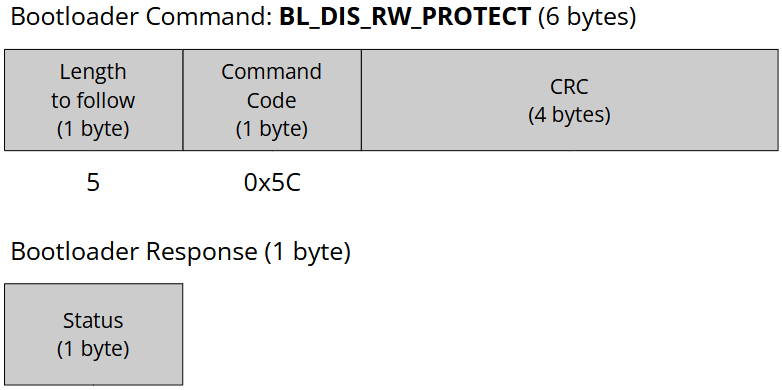 Bootloader Command: BL_DIS_RW_PROTECT (6 bytes)
Length
to follow
(1 byte)
Command
Code
(1 byte)
CRC
(4 bytes)
5
0x5C
Bootloader Response (1 byte)
Status
(1 byte)